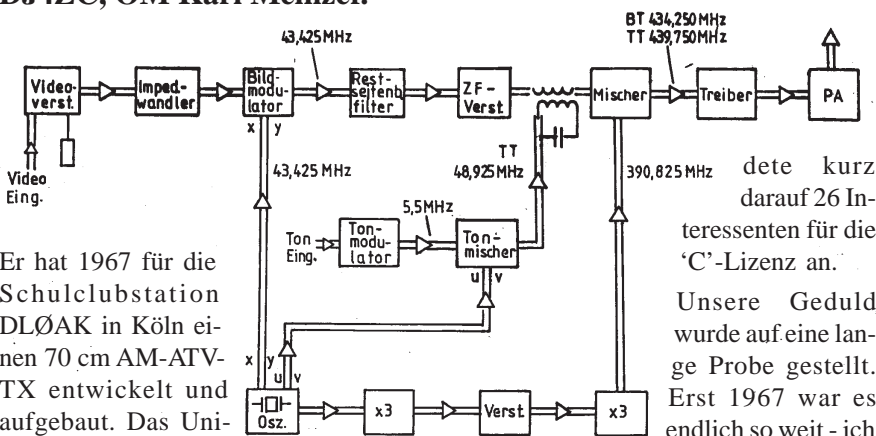 DJ4ZC, OM Karl Meinzer.
43,425 MHz
BT 434,250 MHz
TT 439,750 MHz
Video-
verst.
Imped.-
wandler
Bild-
modu-
lator
x y
Rest-
seitenb.
filter
ZF-
Verst
Mischer
Treiber
PA
Video
Eing.
43,425 MHz
TT
48,925 MHz
390,825 MHz
5,5 MHz
Ton
Eing.
Ton-
modu-
lator
Ton-
mischer
u v
x y
u v
Osz.
x3
Verst
x3
Er hat 1967 für die
Schulclubstation
DLØAK in Köln ei-
nen 70 cm AM-ATV-
TX entwickelt und
aufgebaut. Das Uni-
dete kurz
darauf 26 In-
teressenten für die
‘C’-Lizenz an.
Unsere Geduld
wurde auf eine lan-
ge Probe gestellt.
Erst 1967 war es
endlich so weit - ich